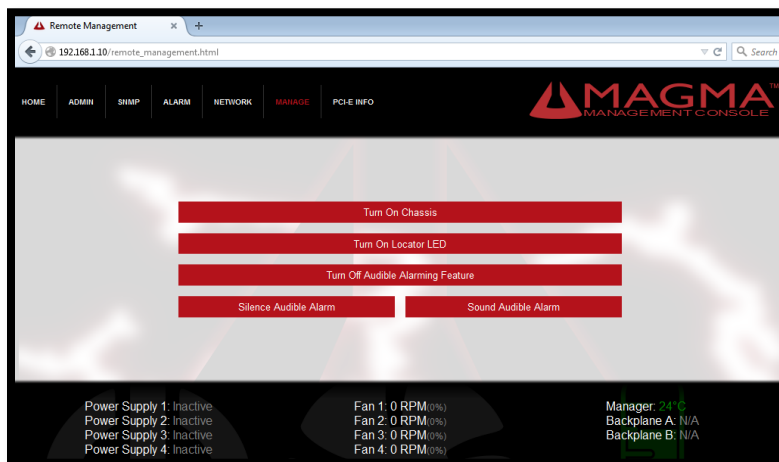 Remote Management × +
192.168.1.10/remote_management.html Search
HOME ADMIN SNMP ALARM NETWORK MANAGE PCI-E INFO
MAGMA™
MANAGEMENT CONSOLE
Turn On Chassis
Turn On Locator LED
Turn Off Audible Alarming Feature
Silence Audible Alarm Sound Audible Alarm
Power Supply 1: Inactive Fan 1: 0 RPM(0%) Manager: 24°C
Power Supply 2: Inactive Fan 2: 0 RPM(0%) Backplane A: N/A
Power Supply 3: Inactive Fan 3: 0 RPM(0%) Backplane B: N/A
Power Supply 4: Inactive Fan 4: 0 RPM(0%)